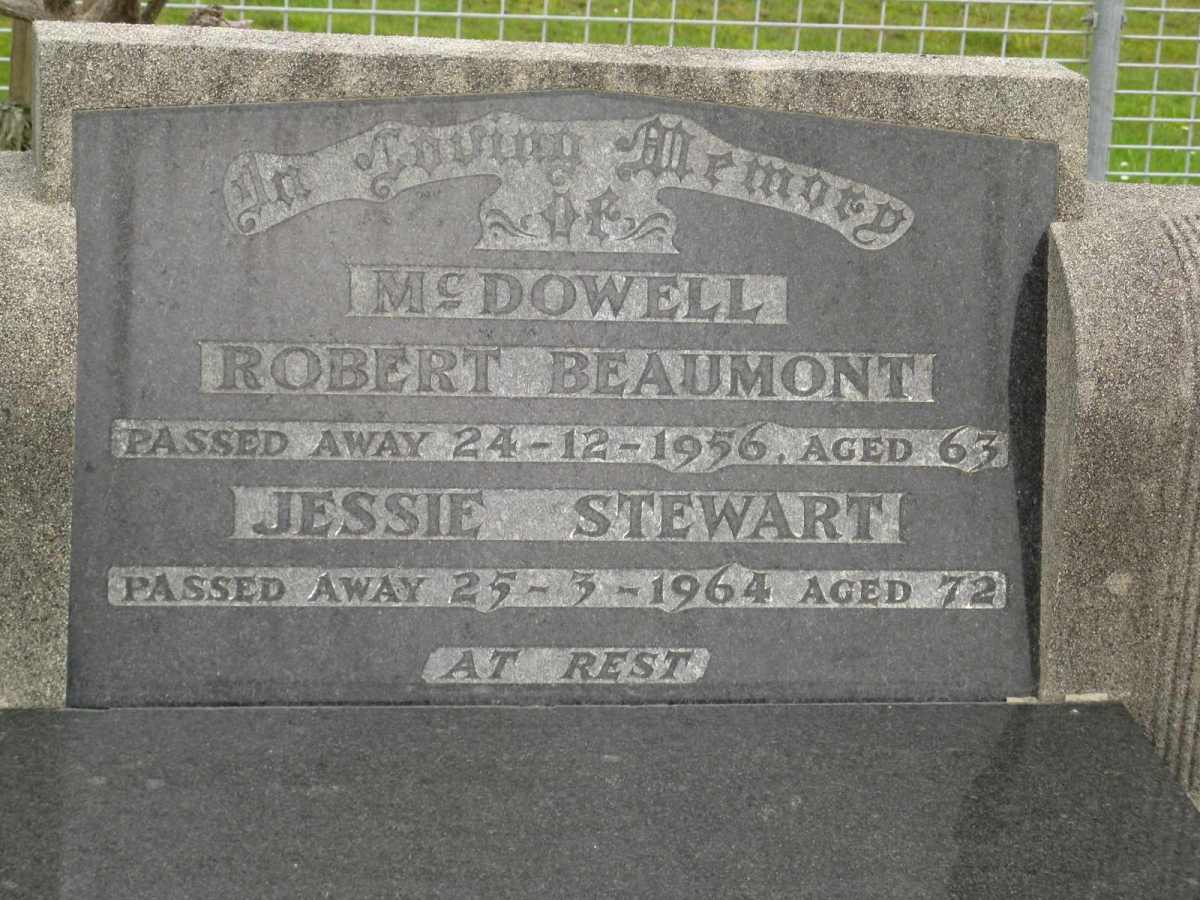 In Loving Memory
of
McDOWELL
ROBERT BEAUMONT
PASSED AWAY 24-12-1956, AGED 63
JESSIE STEWART
PASSED AWAY 25-3-1964 AGED 72
AT REST